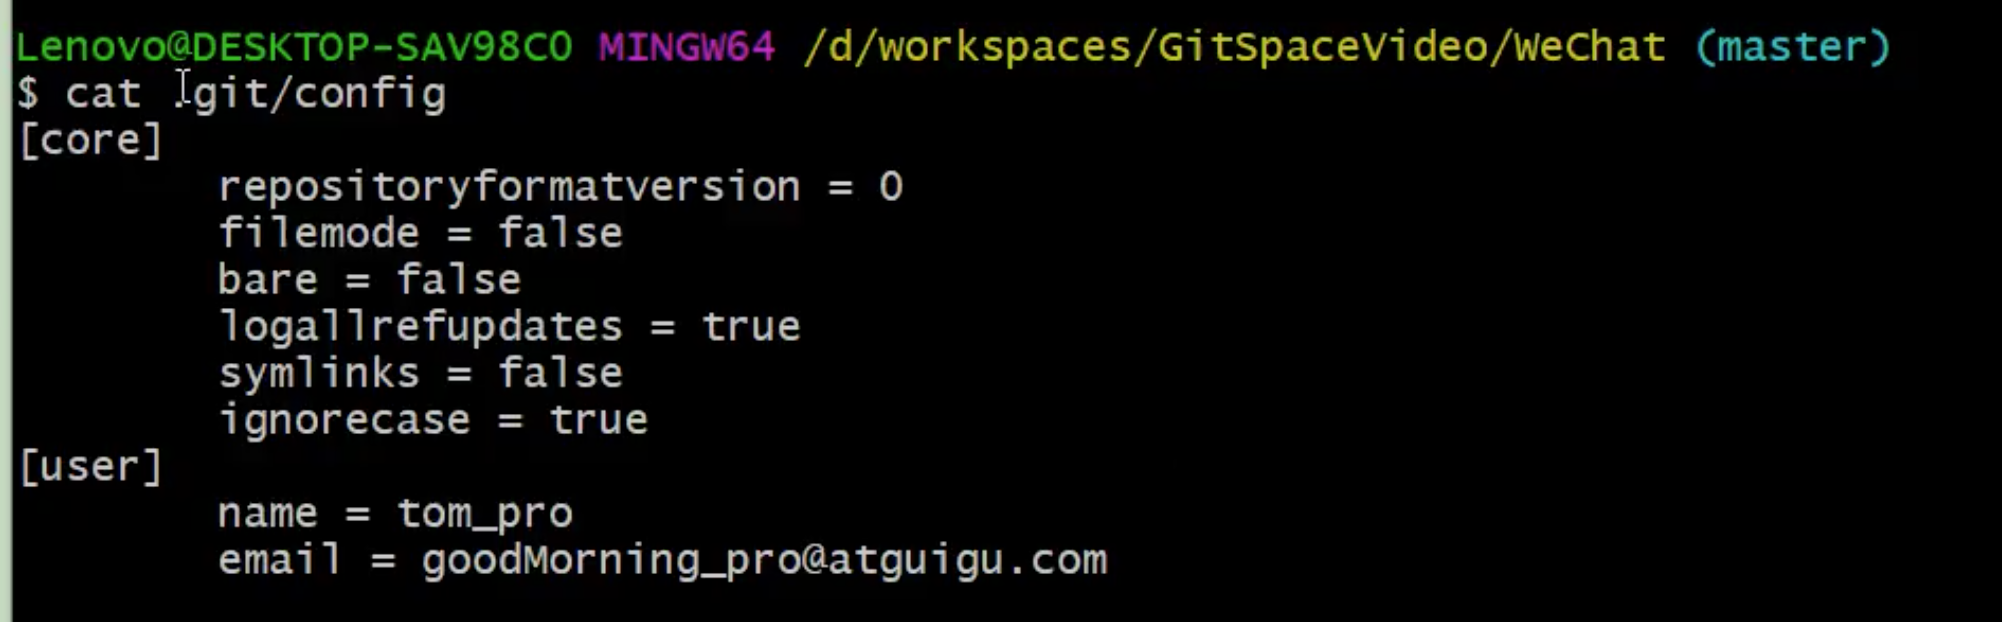 Lenovo@DESKTOP-SAV98C0 MINGW64 /d/workspaces/GitSpaceVideo/WeChat (master)
$ cat .git/config
[core]
repositoryformatversion = 0
filemode = false
bare = false
logallrefupdates = true
symlinks = false
ignorecase = true
[user]
name = tom_pro
email = goodMorning_pro@atguigu.com